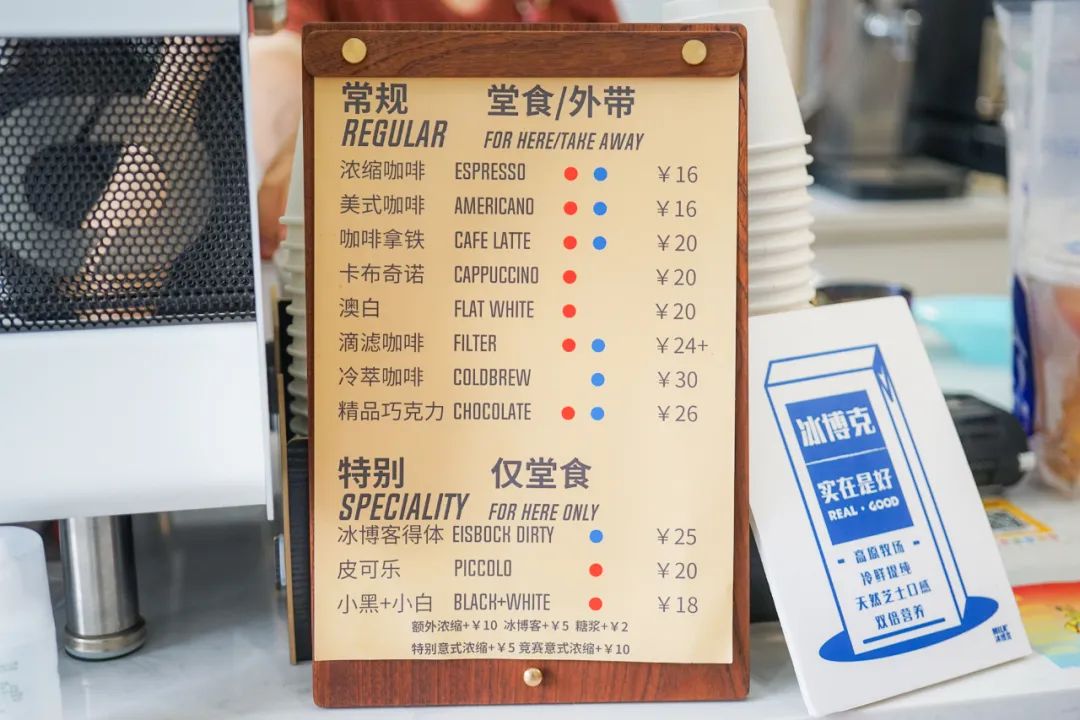 常规 堂食/外带
REGULAR FOR HERE/TAKE AWAY
浓缩咖啡 ESPRESSO ￥16
美式咖啡 AMERICANO ￥16
咖啡拿铁 CAFE LATTE ￥20
卡布奇诺 CAPPUCCINO ￥20
澳白 FLAT WHITE ￥20
滴滤咖啡 FILTER ￥24+
冷萃咖啡 COLDBREW ￥30
精品巧克力 CHOCOLATE ￥26
特别 仅堂食
SPECIALITY FOR HERE ONLY
冰博客得体 EISBOCK DIRTY ￥25
皮可乐 PICCOLO ￥20
小黑+小白 BLACK+WHITE ￥18
额外浓缩+￥10 冰博客+￥5 糖浆+￥2
特别意式浓缩+￥5 竞赛意式浓缩+￥10
冰博克
实在是好
REAL·GOOD
高原牧场
冷鲜提纯
天然芝士口感
双倍营养